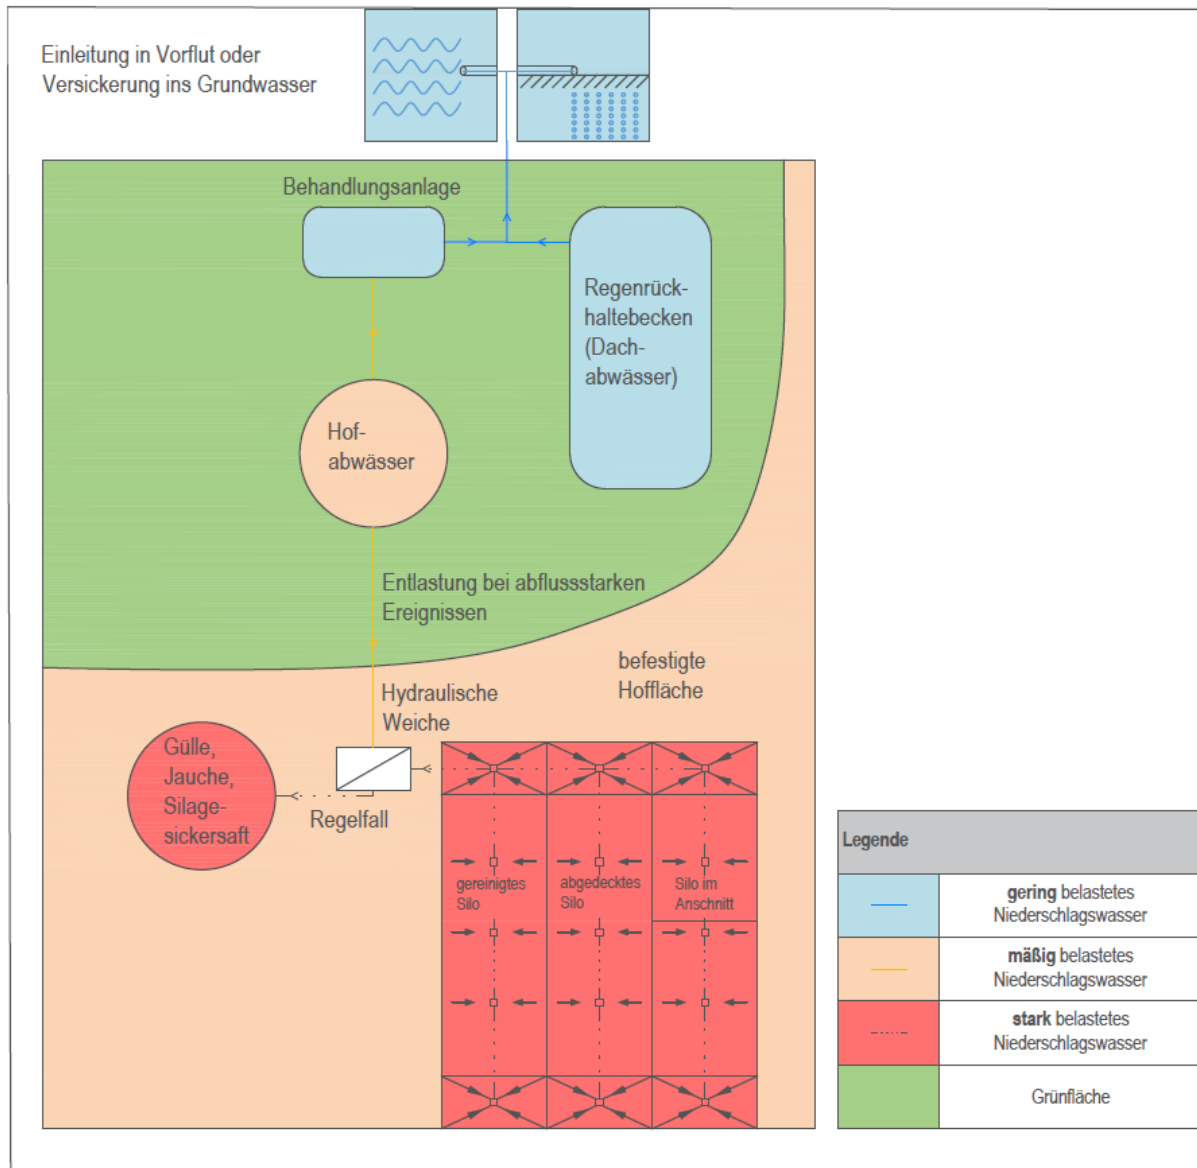 Einleitung in Vorflut oder
Versickerung ins Grundwasser
Behandlungsanlage
Regenrück-
haltebecken
(Dach-
abwässer)
Hof-
abwässer
Entlastung bei abflussstarken
Ereignissen
befestigte
Hoffläche
Hydraulische
Weiche
Gülle,
Jauche,
Silage-
sickersaft
Regelfall
gereinigtes
Silo
abgedecktes
Silo
Silo im
Anschnitt
Legende
gering belastetes
Niederschlagswasser
mäßig belastetes
Niederschlagswasser
stark belastetes
Niederschlagswasser
Grünfläche